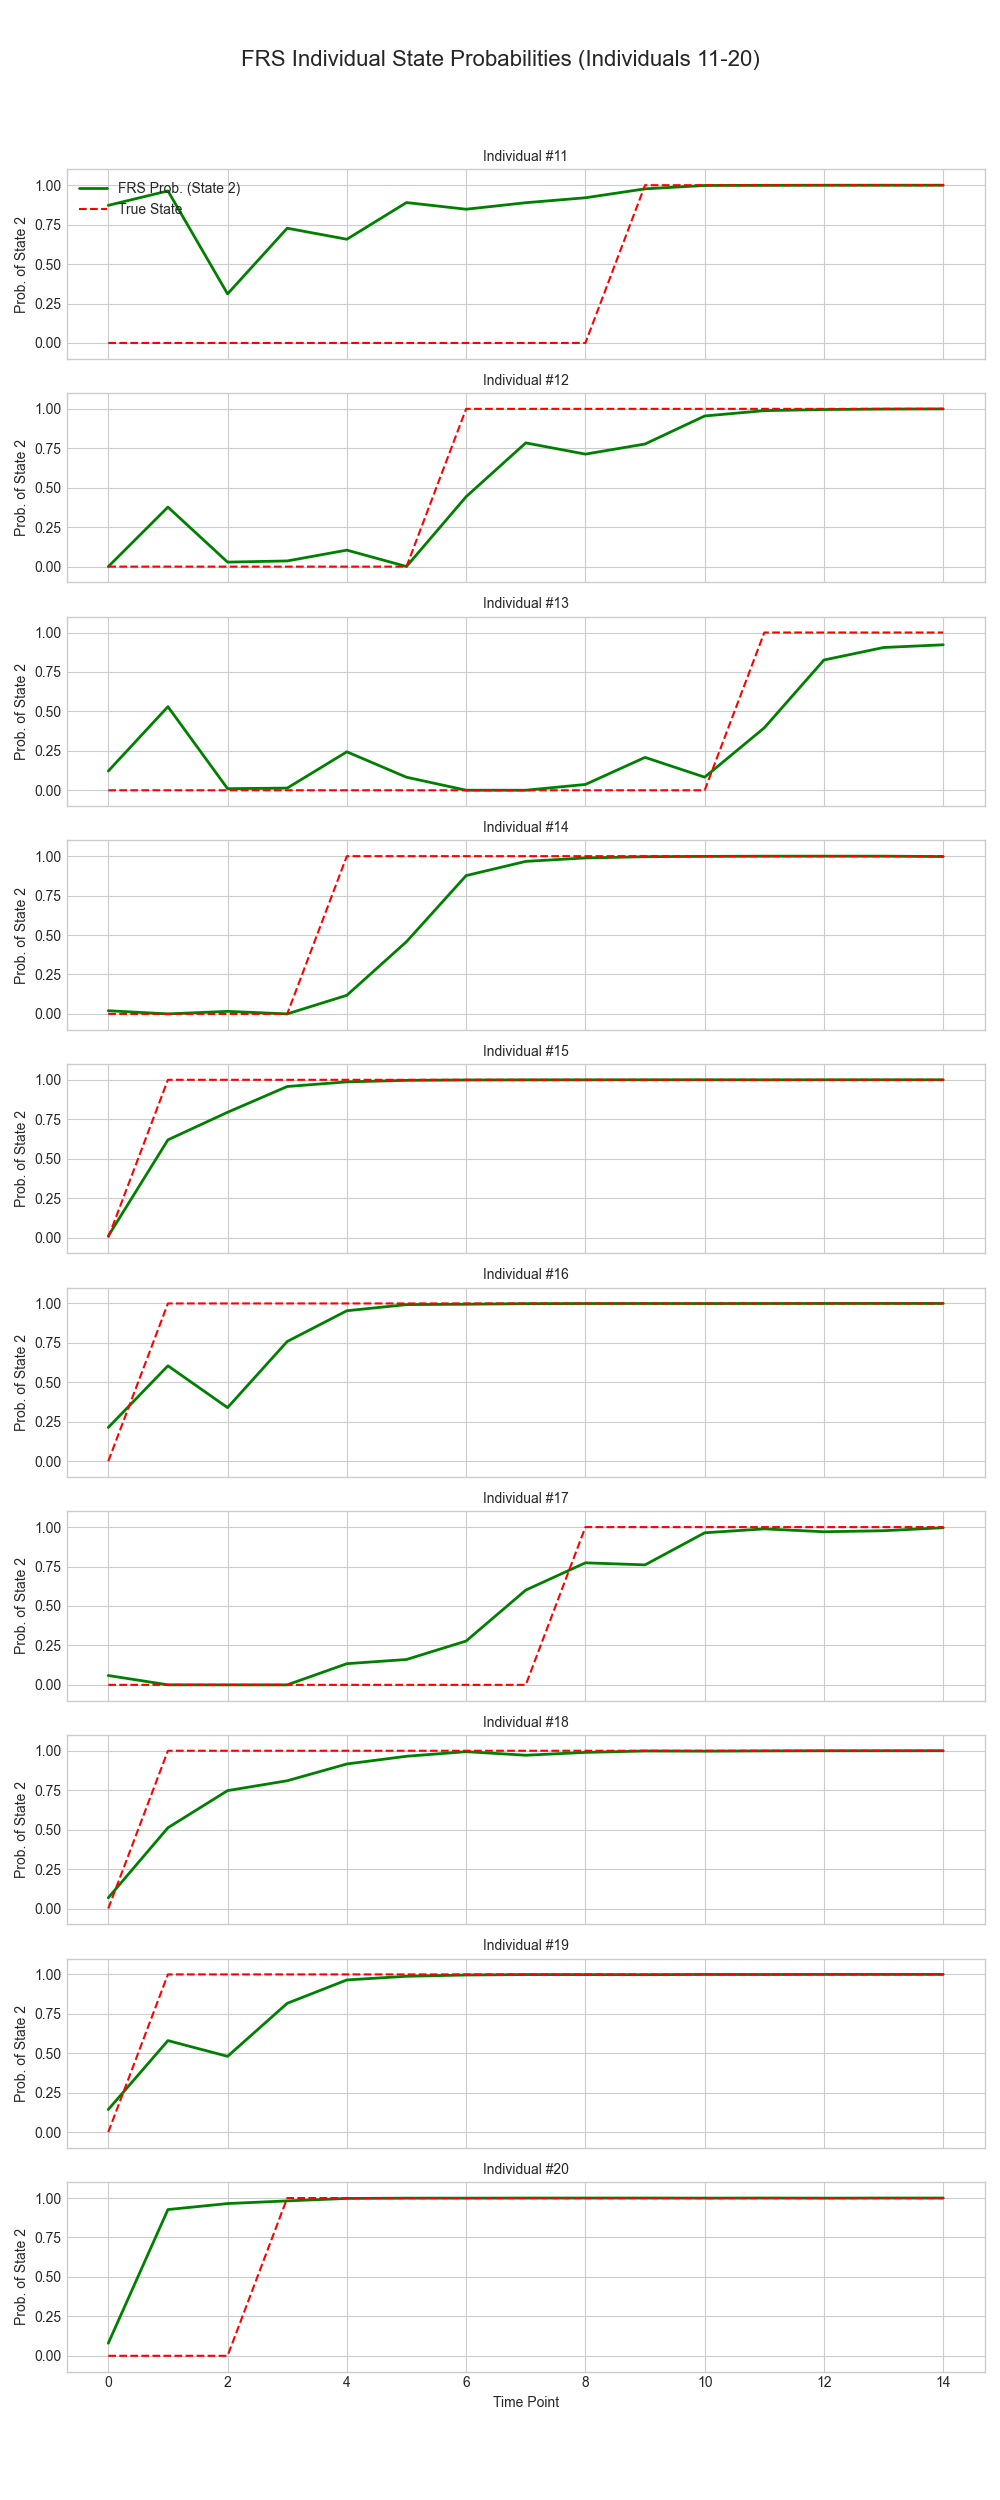 FRS Individual State Probabilities (Individuals 11-20)
Individual #11
FRS Prob. (State 2)
True State
1.00
0.75
0.50
0.25
0.00
Prob. of State 2
Individual #12
1.00
0.75
0.50
0.25
0.00
Prob. of State 2
Individual #13
1.00
0.75
0.50
0.25
0.00
Prob. of State 2
Individual #14
1.00
0.75
0.50
0.25
0.00
Prob. of State 2
Individual #15
1.00
0.75
0.50
0.25
0.00
Prob. of State 2
Individual #16
1.00
0.75
0.50
0.25
0.00
Prob. of State 2
Individual #17
1.00
0.75
0.50
0.25
0.00
Prob. of State 2
Individual #18
1.00
0.75
0.50
0.25
0.00
Prob. of State 2
Individual #19
1.00
0.75
0.50
0.25
0.00
Prob. of State 2
Individual #20
1.00
0.75
0.50
0.25
0.00
Prob. of State 2
0 2 4 6 8 10 12 14
Time Point